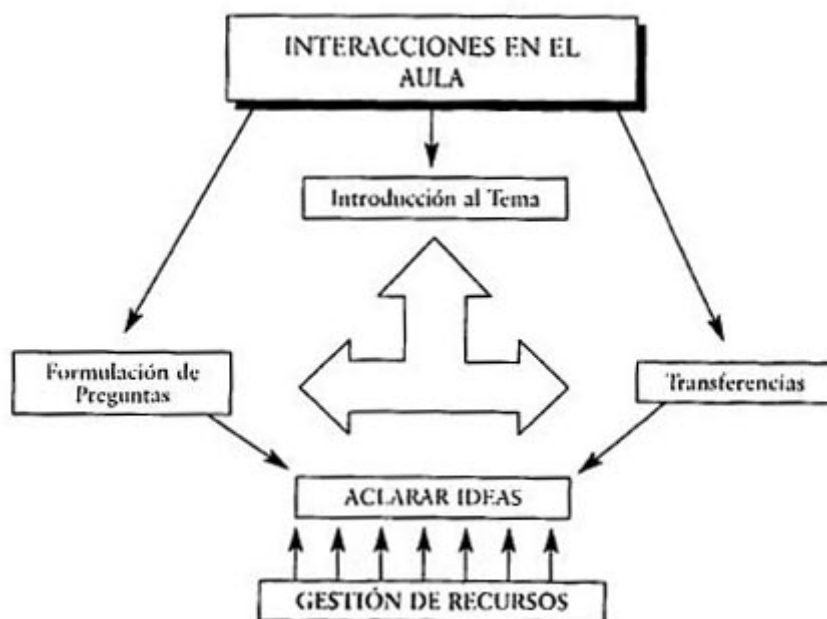 INTERACCIONES EN EL
AULA
Introducción al Tema
Formulación de
Preguntas
Transferencias
ACLARAR IDEAS
GESTIÓN DE RECURSOS